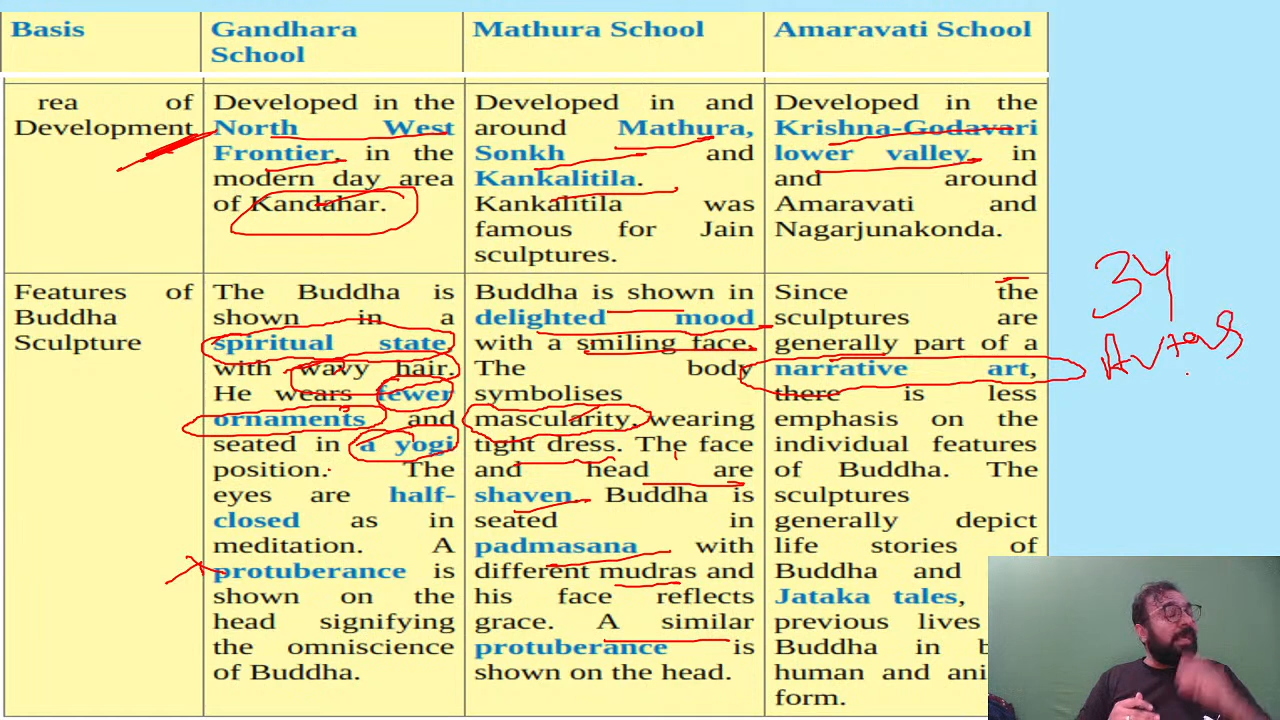 Basis
Gandhara
School
Mathura School
Amaravati School
rea of
Development
Developed in the
North West
Frontier, in the
modern day area
of Kandahar.
Developed in and
around Mathura,
Sonkh and
Kankalitila.
Kankalitila was
famous for Jain
sculptures.
Developed in the
Krishna-Godavari
lower valley, in
and around
Amaravati and
Nagarjunakonda.
Features of
Buddha
Sculpture
The Buddha is
shown in a
spiritual state,
with wavy hair.
He wears fewer
ornaments and
seated in a yogi
position. The
eyes are half-
closed as in
meditation. A
protuberance is
shown on the
head signifying
the omniscience
of Buddha.
Buddha is shown in
delighted mood
with a smiling face.
The body
symbolises
mascularity, wearing
tight dress. The face
and head are
shaven. Buddha is
seated in
padmasana with
different mudras and
his face reflects
grace. A similar
protuberance is
shown on the head.
Since the
sculptures are
generally part of a
narrative art,
there is less
emphasis on the
individual features
of Buddha. The
sculptures
generally depict
life stories of
Buddha and
Jataka tales,
previous lives
Buddha in
human and ani
form.
34